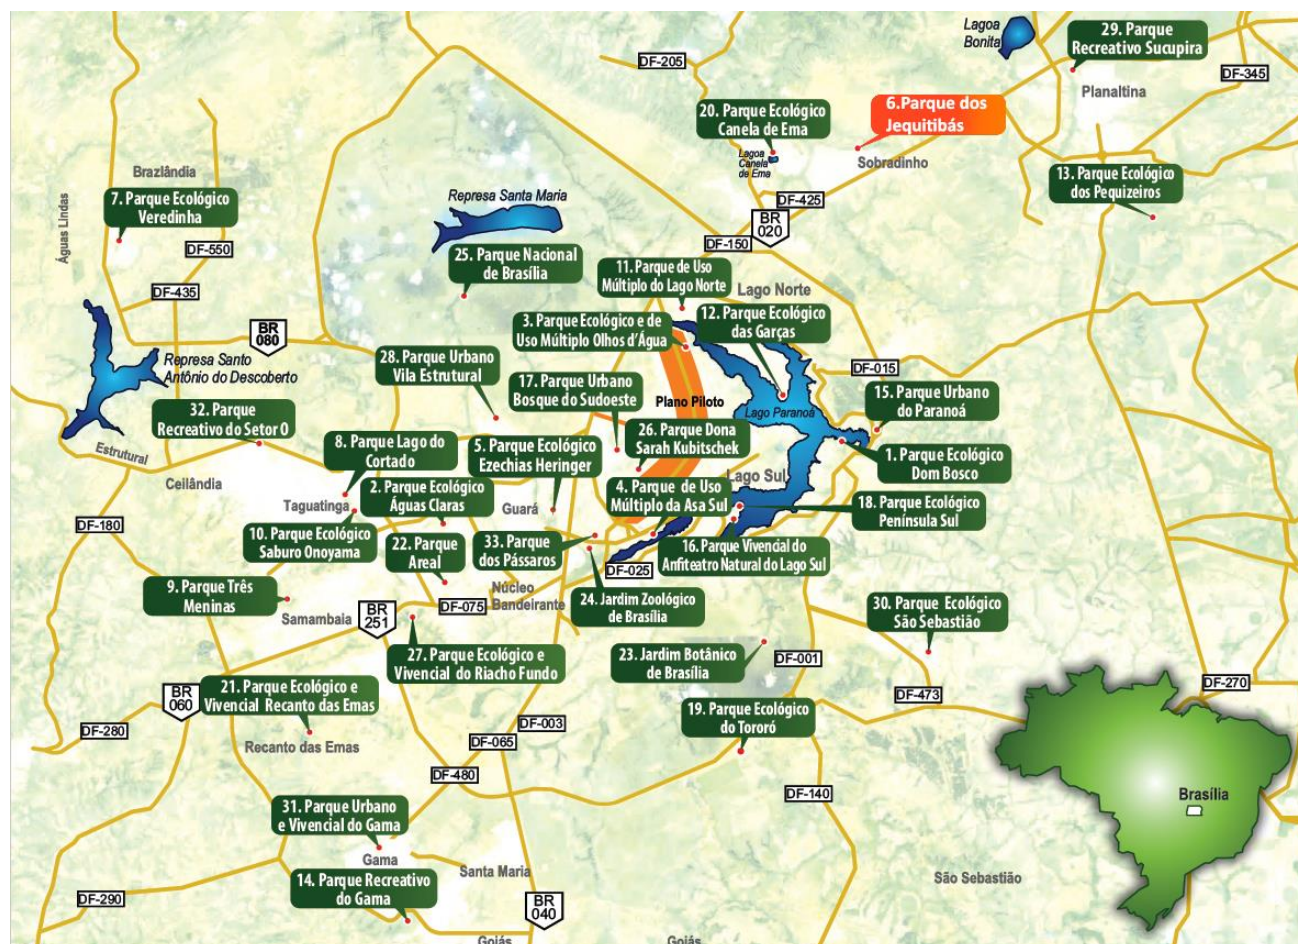 Lagoa
Bonita
29. Parque
Recreativo Sucupira
DF-205
DF-345
Planaltina
20. Parque Ecológico
Canela de Ema
6.Parque dos
Jequitibás
Lagoa
Canela
de Ema
Sobradinho
Brazlândia
7. Parque Ecológico
Veredinha
Águas Lindas
DF-550
Represa Santa Maria
DF-425
BR
020
DF-150
13. Parque Ecológico
dos Pequizeiros
25. Parque Nacional
de Brasília
11. Parque de Uso
Múltiplo do Lago Norte
Lago Norte
DF-435
BR
080
3. Parque Ecológico e de
Uso Múltiplo Olhos d'Água
12. Parque Ecológico
das Garças
Represa Santo
Antônio do Descoberto
28. Parque Urbano
Vila Estrutural
17. Parque Urbano
Bosque do Sudoeste
Plano Piloto
Lago Paranoá
DF-015
15. Parque Urbano
do Paranoá
32. Parque
Recreativo do Setor O
8. Parque Lago do
Cortado
5. Parque Ecológico
Ezechias Heringer
26. Parque Dona
Sarah Kubitschek
1. Parque Ecológico
Dom Bosco
Estrutural
Ceilândia
Lago Sul
2. Parque Ecológico
Águas Claras
4. Parque de Uso
Múltiplo da Asa Sul
18. Parque Ecológico
Península Sul
Taguatinga
Guará
DF-180
10. Parque Ecológico
Saburo Onoyama
22. Parque
Areal
33. Parque
dos Pássaros
16. Parque Vivencial do
Anfiteatro Natural do Lago Sul
DF-025
9. Parque Três
Meninas
Samambaia
BR
251
DF-075
Núcleo
Bandeirante
24. Jardim Zoológico
de Brasília
30. Parque Ecológico
São Sebastião
27. Parque Ecológico e
Vivencial do Riacho Fundo
23. Jardim Botânico
de Brasília
DF-001
BR
060
21. Parque Ecológico e
Vivencial Recanto das Emas
DF-473
DF-270
19. Parque Ecológico
do Tororó
DF-280
Recanto das Emas
DF-003
DF-065
DF-480
DF-140
Brasília
31. Parque Urbano
e Vivencial do Gama
Gama
Santa Maria
São Sebastião
14. Parque Recreativo
do Gama
DF-290
BR
040
Goiás
Goiás